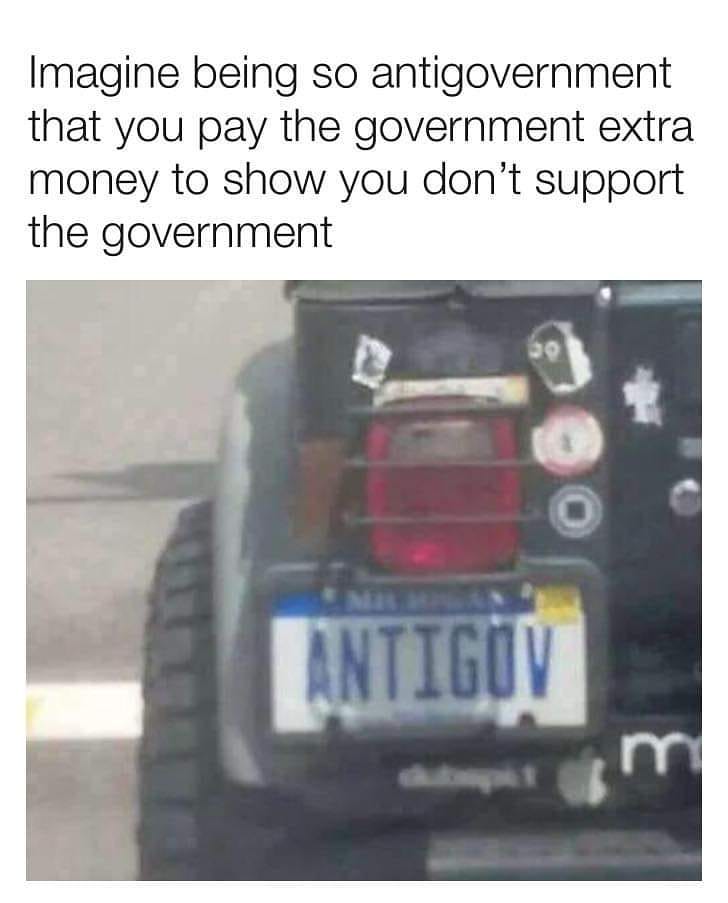 Imagine being so antigovernment
that you pay the government extra
money to show you don’t support
the government
MICHIGAN
ANTIGOV
m